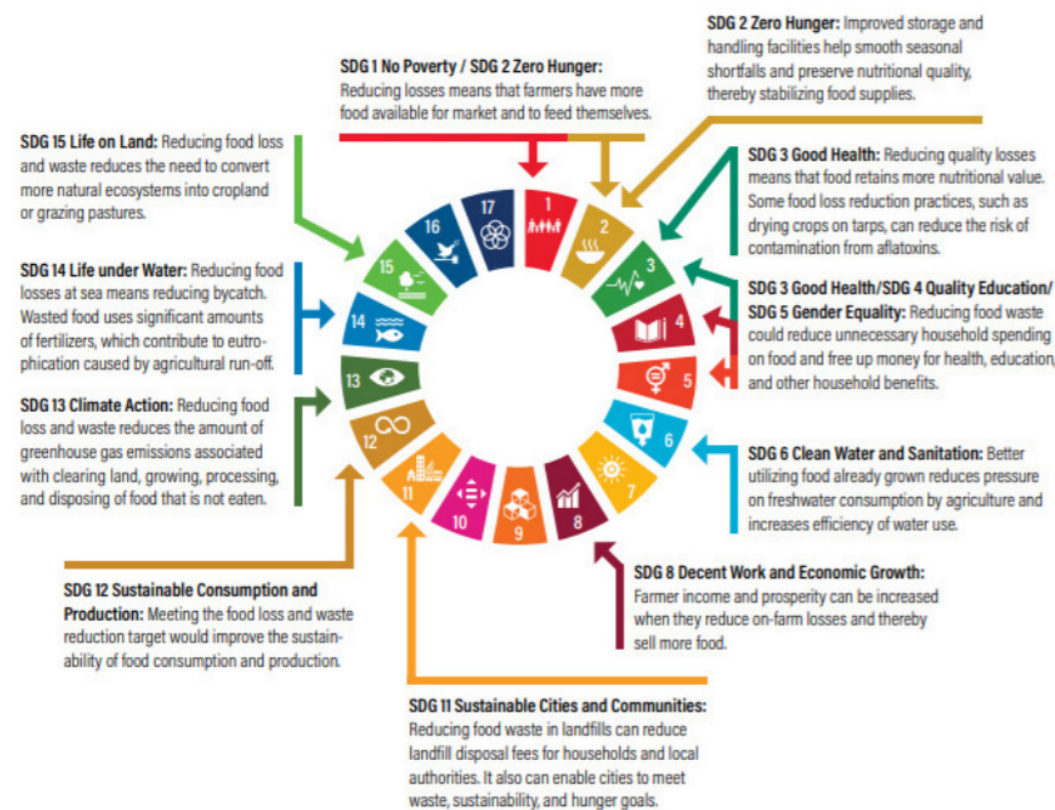 SDG 2 Zero Hunger: Improved storage and
handling facilities help smooth seasonal
shortfalls and preserve nutritional quality,
thereby stabilizing food supplies.
SDG 1 No Poverty / SDG 2 Zero Hunger:
Reducing losses means that farmers have more
food available for market and to feed themselves.
SDG 15 Life on Land: Reducing food loss
and waste reduces the need to convert
more natural ecosystems into cropland
or grazing pastures.
SDG 3 Good Health: Reducing quality losses
means that food retains more nutritional value.
Some food loss reduction practices, such as
drying crops on tarps, can reduce the risk of
contamination from aflatoxins.
SDG 14 Life under Water: Reducing food
losses at sea means reducing bycatch.
Wasted food uses significant amounts
of fertilizers, which contribute to eutro-
phication caused by agricultural run-off.
SDG 3 Good Health/SDG 4 Quality Education/
SDG 5 Gender Equality: Reducing food waste
could reduce unnecessary household spending
on food and free up money for health, education,
and other household benefits.
SDG 13 Climate Action: Reducing food
loss and waste reduces the amount of
greenhouse gas emissions associated
with clearing land, growing, processing,
and disposing of food that is not eaten.
SDG 6 Clean Water and Sanitation: Better
utilizing food already grown reduces pressure
on freshwater consumption by agriculture and
increases efficiency of water use.
SDG 12 Sustainable Consumption and
Production: Meeting the food loss and waste
reduction target would improve the sustain-
ability of food consumption and production.
SDG 8 Decent Work and Economic Growth:
Farmer income and prosperity can be increased
when they reduce on-farm losses and thereby
sell more food.
SDG 11 Sustainable Cities and Communities:
Reducing food waste in landfills can reduce
landfill disposal fees for households and local
authorities. It also can enable cities to meet
waste, sustainability, and hunger goals.
1
2
3
4
5
6
7
8
9
10
11
12
13
14
15
16
17